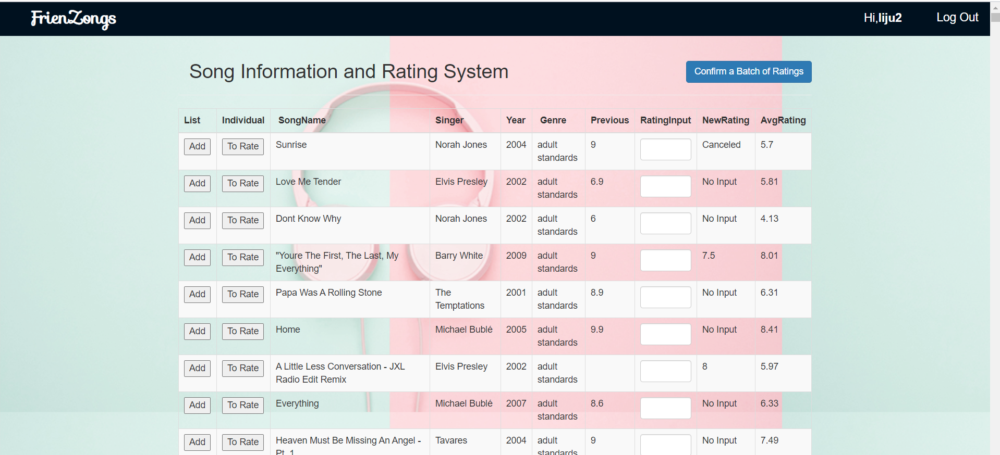 FrienZongs
Hi,liju2 Log Out
Song Information and Rating System
Confirm a Batch of Ratings
List Individual SongName Singer Year Genre Previous RatingInput NewRating AvgRating
Add To Rate Sunrise Norah Jones 2004 adult 9 Canceled 5.7
standards
Add To Rate Love Me Tender Elvis Presley 2002 adult 6.9 No Input 5.81
standards
Add To Rate Dont Know Why Norah Jones 2002 adult 6 No Input 4.13
standards
Add To Rate "Youre The First, The Last, My Barry White 2009 adult 9 7.5 8.01
Everything" standards
Add To Rate Papa Was A Rolling Stone The 2001 adult 8.9 No Input 6.31
Temptations standards
Add To Rate Home Michael Bublé 2005 adult 9.9 No Input 8.41
standards
Add To Rate A Little Less Conversation - JXL Elvis Presley 2002 adult 8 5.97
Radio Edit Remix standards
Add To Rate Everything Michael Bublé 2007 adult 8.6 No Input 6.33
standards
Add To Rate Heaven Must Be Missing An Angel - Tavares 2004 adult 9 No Input 7.49
Pt. 1 standards